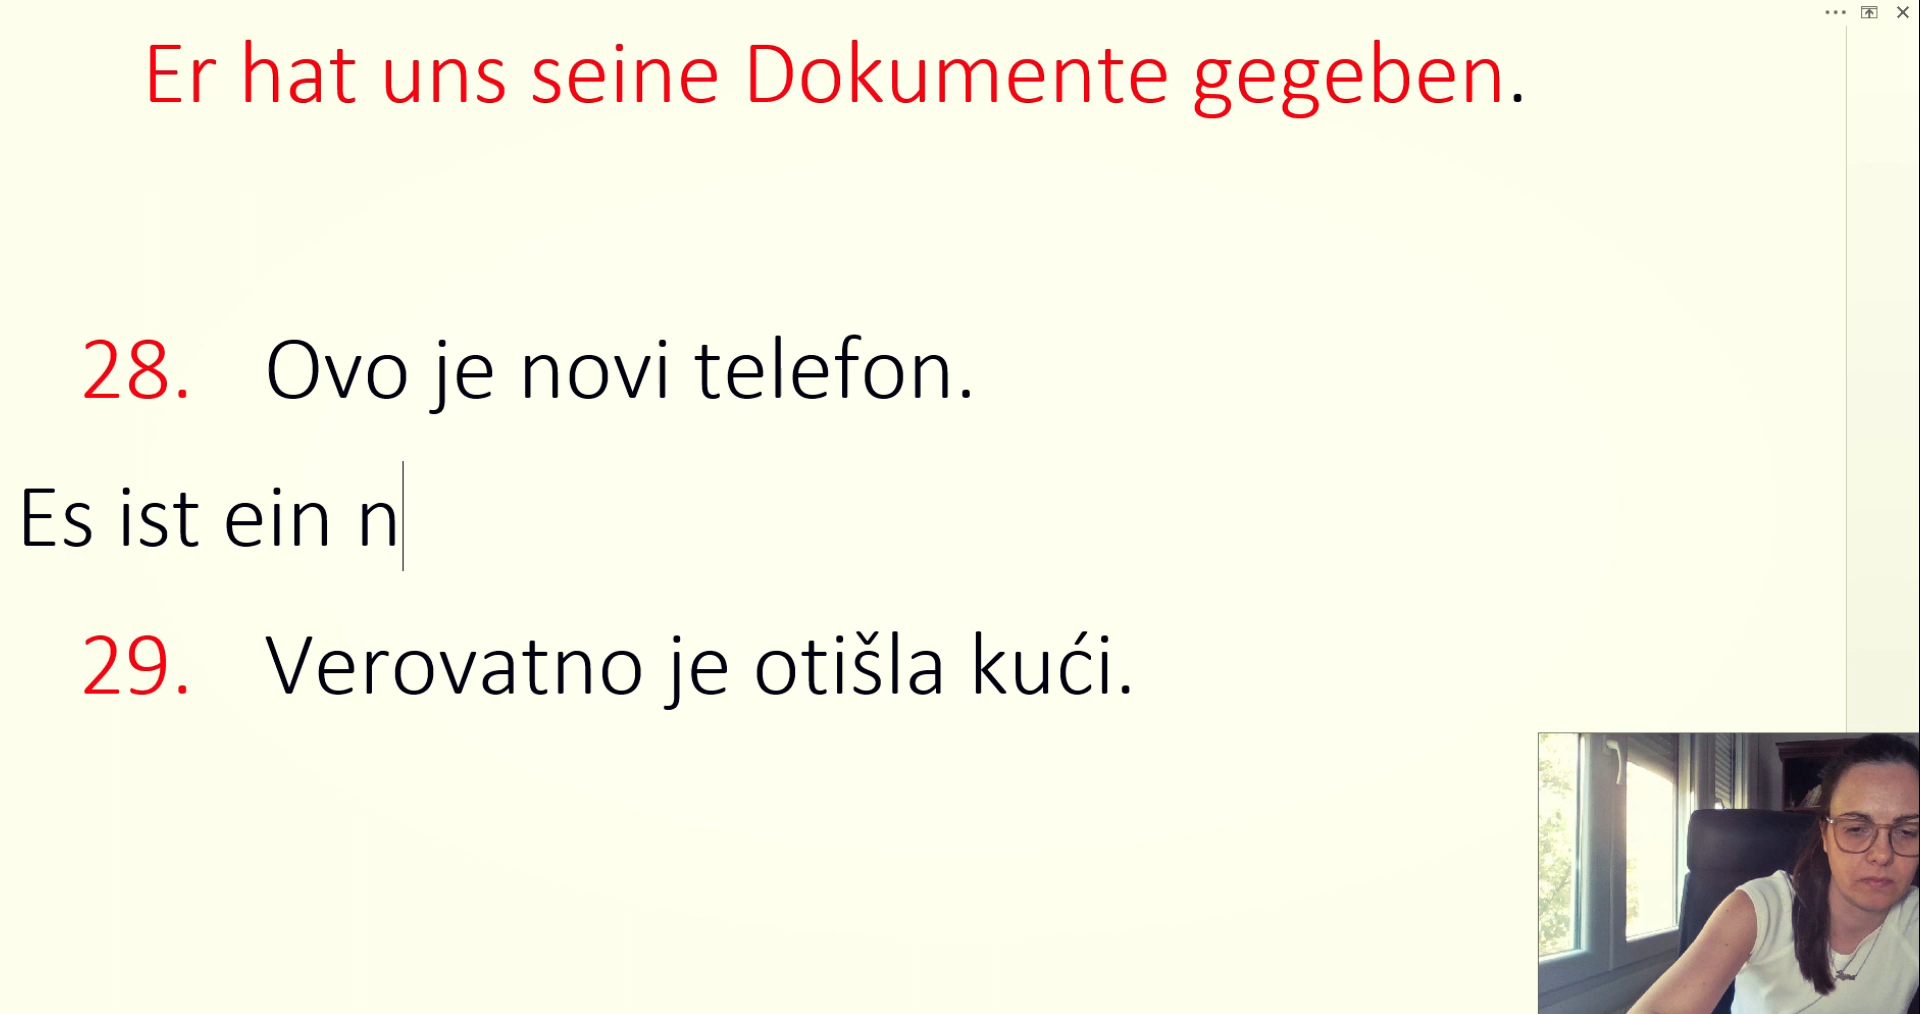 Er hat uns seine Dokumente gegeben.
28. Ovo je novi telefon.
Es ist ein n
29. Verovatno je otišla kući.